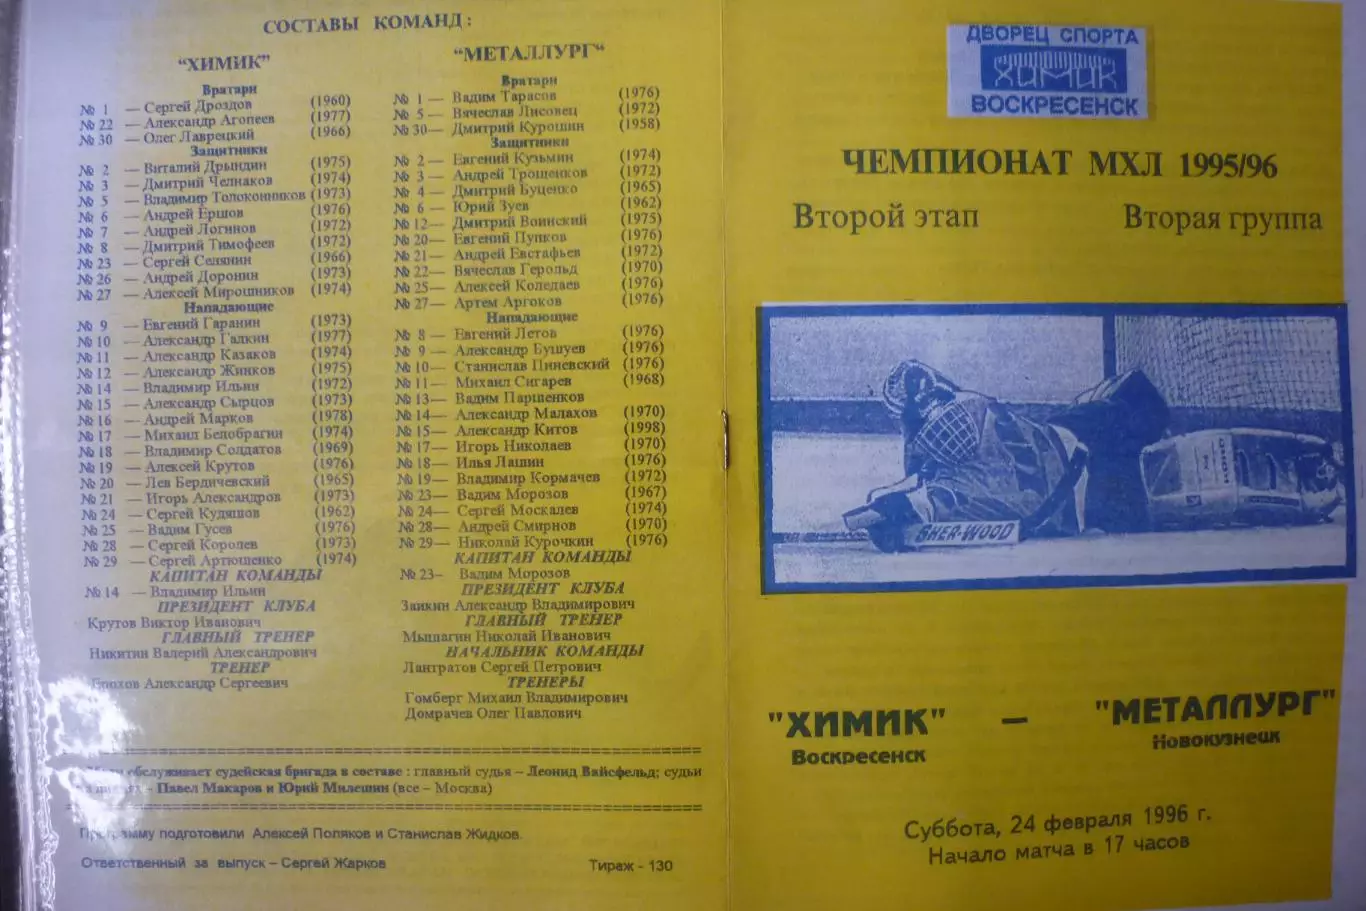 СОСТАВЫ КОМАНД :
"ХИМИК"
Вратари
№ 1 — Сергей Дроздов (1960)
№ 22 — Александр Агопеев (1977)
№ 30 — Олег Лаврецкий (1966)
Защитники
№ 2 — Виталий Дрындин (1975)
№ 3 — Дмитрий Челнаков (1974)
№ 5 — Владимир Толоконников (1973)
№ 6 — Андрей Ершов (1976)
№ 7 — Андрей Логинов (1972)
№ 8 — Дмитрий Тимофеев (1972)
№ 23 — Сергей Селянин (1966)
№ 26 — Андрей Доронин (1973)
№ 27 — Алексей Мирошников (1974)
Нападающие
№ 9 — Евгений Гаранин (1973)
№ 10 — Александр Галкин (1977)
№ 11 — Александр Казаков (1974)
№ 12 — Александр Жинков (1975)
№ 14 — Владимир Ильин (1972)
№ 15 — Александр Сырцов (1973)
№ 16 — Андрей Марков (1978)
№ 17 — Михаил Белобрагин (1974)
№ 18 — Владимир Солдатов (1969)
№ 19 — Алексей Крутов (1976)
№ 20 — Лев Бердичевский (1965)
№ 21 — Игорь Александров (1973)
№ 24 — Сергей Кудяшов (1962)
№ 25 — Вадим Гусев (1976)
№ 28 — Сергей Королев (1973)
№ 29 — Сергей Артюшенко (1974)
КАПИТАН КОМАНДЫ
№ 14 — Владимир Ильин
ПРЕЗИДЕНТ КЛУБА
Крутов Виктор Иванович
ГЛАВНЫЙ ТРЕНЕР
Никитин Валерий Александрович
ТРЕНЕР
Бпохов Александр Сергеевич
"МЕТАЛЛУРГ"
Вратари
№ 1 — Вадим Тарасов (1976)
№ 5 — Вячеслав Лисовец (1972)
№ 30— Дмитрий Курошин (1958)
Защитники
№ 2 — Евгений Кузьмин (1974)
№ 3 — Андрей Трощенков (1972)
№ 4 — Дмитрий Буценко (1965)
№ 6 — Юрий Зуев (1962)
№ 12— Дмитрий Воинский (1975)
№ 20— Евгений Пупков (1976)
№ 21— Андрей Евстафьев (1972)
№ 22— Вячеслав Герольд (1970)
№ 25— Алексей Коледаев (1976)
№ 27— Артем Аргоков (1976)
Нападающие
№ 8 — Евгений Летов (1976)
№ 9 — Александр Бушуев (1976)
№ 10— Станислав Пиневский (1976)
№ 11— Михаил Сигарев (1968)
№ 13— Вадим Паршенков
№ 14— Александр Малахов (1970)
№ 15— Александр Китов (1998)
№ 17— Игорь Николаев (1970)
№ 18— Илья Лашин (1976)
№ 19— Владимир Кормачев (1972)
№ 23— Вадим Морозов (1967)
№ 24— Сергей Москалев (1974)
№ 28— Андрей Смирнов (1970)
№ 29— Николай Курочкин (1976)
КАПИТАН КОМАНДЫ
№ 23– Вадим Морозов
ПРЕЗИДЕНТ КЛУБА
Заикин Александр Владимирович
ГЛАВНЫЙ ТРЕНЕР
Мышагин Николай Иванович
НАЧАЛЬНИК КОМАНДЫ
Лантратов Сергей Петрович
ТРЕНЕРЫ
Гомберг Михаил Владимирович
Домрачев Олег Павлович
обслуживает судейская бригада в составе : главный судья – Леонид Вайсфельд; судьи
– Павел Макаров и Юрий Милешин (все – Москва)
Программу подготовили Алексей Поляков и Станислав Жидков.
Ответственный за выпуск – Сергей Жарков Тираж - 130
ДВОРЕЦ СПОРТА
ХИМИК
ВОСКРЕСЕНСК
ЧЕМПИОНАТ МХЛ 1995/96
Второй этап Вторая группа
SHER-WOOD
KOHO
"ХИМИК" – "МЕТАЛЛУРГ"
Воскресенск Новокузнецк
Суббота, 24 февраля 1996 г.
Начало матча в 17 часов